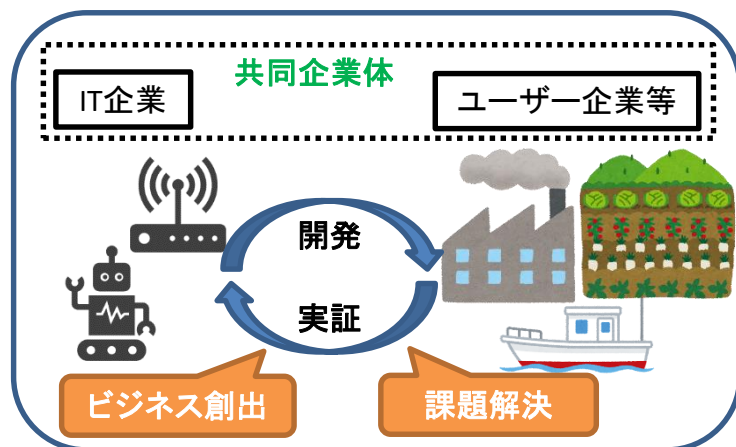 共同企業体
IT企業
ユーザー企業等
開発
実証
ビジネス創出
課題解決